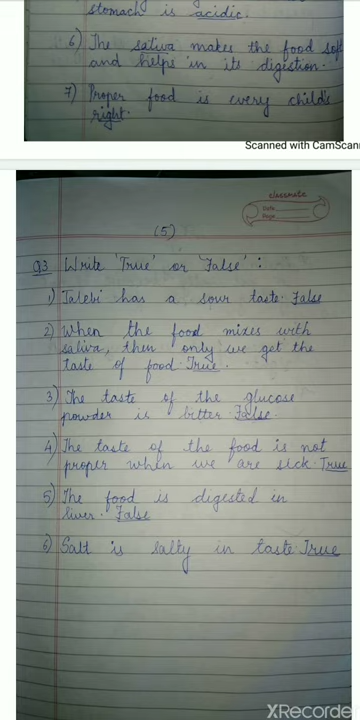 stomach is acidic.
6) The saliva makes the food soft
and helps in its digestion.
7) Proper food is every child's
right.
Scanned with CamScan
classmate
Date
Page
(5)
Q3 Write 'True' or 'False' :
1) Jalebi has a sour taste. False
2) When the food mixes with
saliva, then only we get the
taste of food. True.
3) The taste of the glucose
powder is bitter False.
4) The taste of the food is not
proper when we are sick. True
5) The food is digested in
liver. False
6) Salt is salty in taste. True
XRecorde